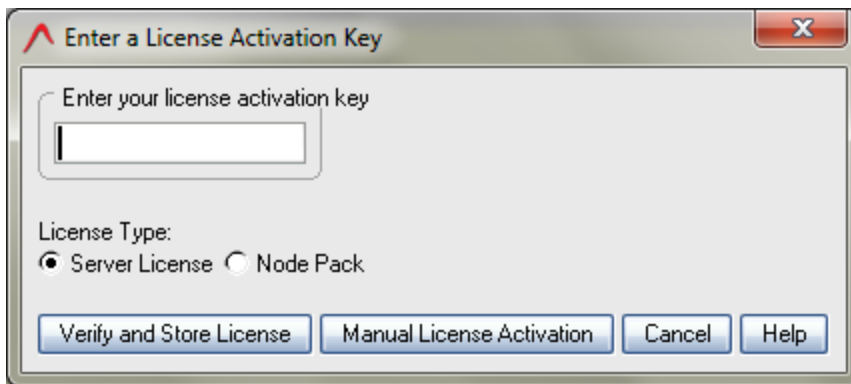 Enter a License Activation Key
Enter your license activation key
License Type:
Server License Node Pack
Verify and Store License Manual License Activation Cancel Help